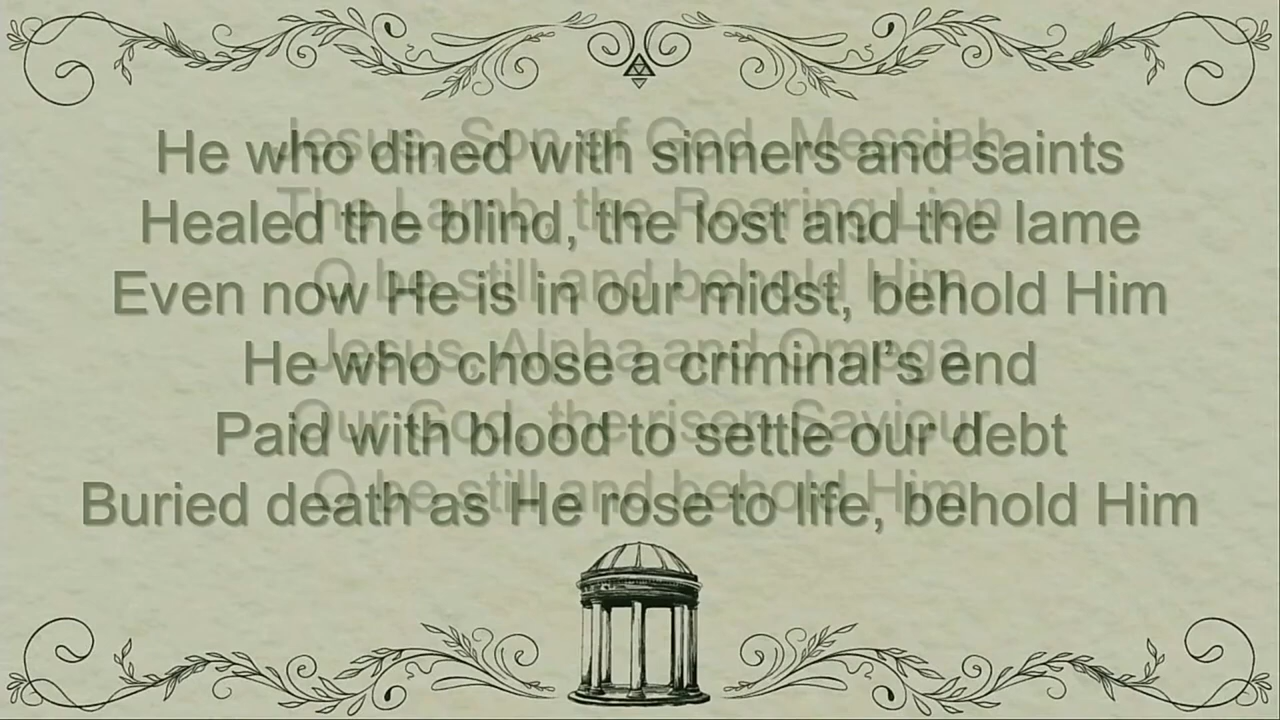 He who dined with sinners and saints
Healed the blind, the lost and the lame
Even now He is in our midst, behold Him
He who chose a criminal’s end
Paid with blood to settle our debt
Buried death as He rose to life, behold Him
Jesus, Son of God, Messiah
The Lamb, the Roaring Lion
O be still and behold Him
Jesus, Alpha and Omega
Our God, the risen Saviour
O be still and behold Him